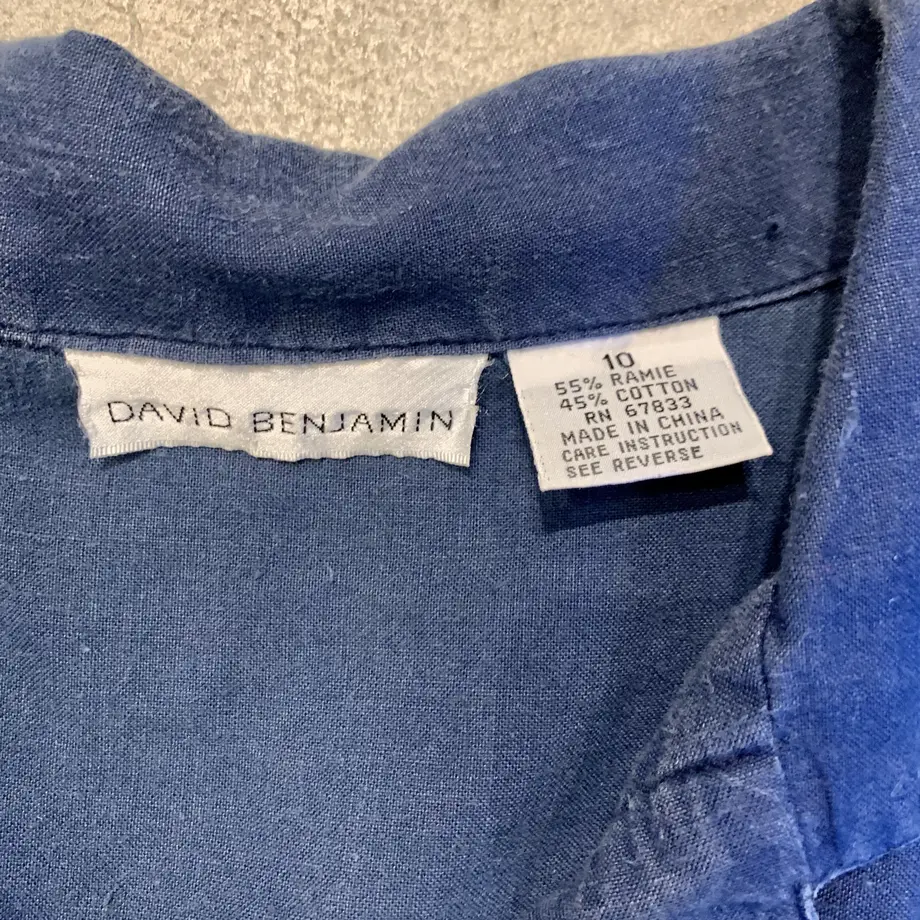 DAVID BENJAMIN
10
55% RAMIE
45% COTTON
RN 67833
MADE IN CHINA
CARE INSTRUCTION
SEE REVERSE